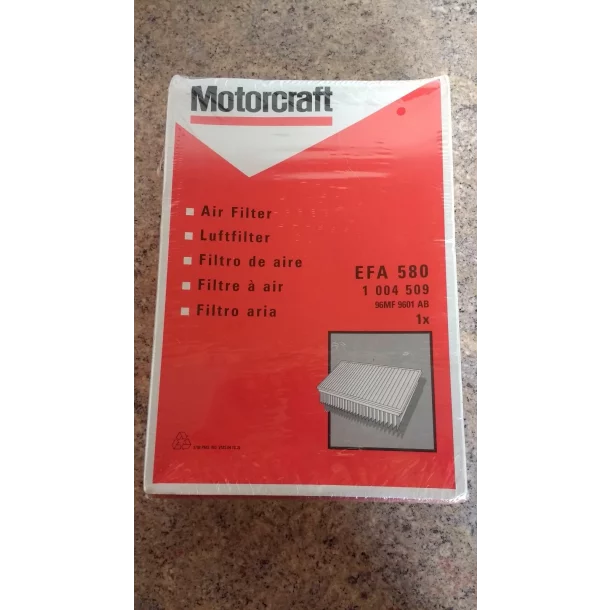 Motorcraft
Air Filter
Luftfilter
Filtro de aire
Filtre à air
Filtro aria
EFA 580
1 004 509
96MF 9601 AB
1x